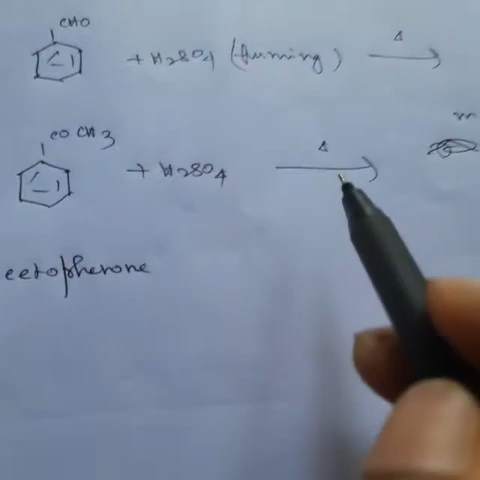 CHO
+ H2SO4 (fuming) Δ →
COCH3
+ H2SO4 Δ →
m
cetophenone